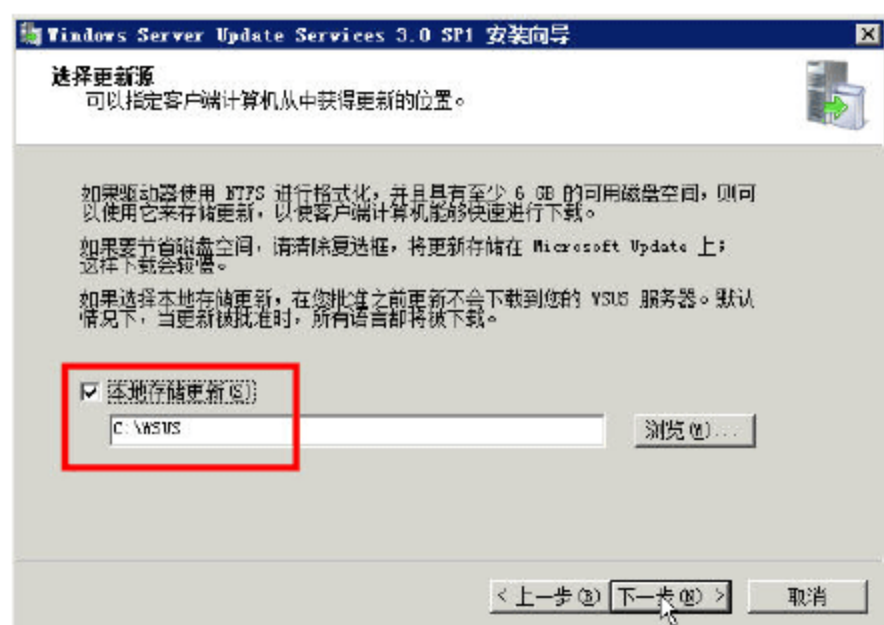 Windows Server Update Services 3.0 SP1 安装向导
选择更新源
可以指定客户端计算机从中获得更新的位置。
如果驱动器使用 NTFS 进行格式化，并且具有至少 6 GB 的可用磁盘空间，则可
以使用它来存储更新，以使客户端计算机能够快速进行下载。
如果要节省磁盘空间，请清除复选框，将更新存储在 Microsoft Update 上；
这样下载会较慢。
如果选择本地存储更新，在您批准之前更新不会下载到您的 WSUS 服务器。默认
情况下，当更新被批准时，所有语言都将被下载。
本地存储更新(S)
C:\WSUS
浏览(W)...
< 上一步(B)
下一步(N) >
取消